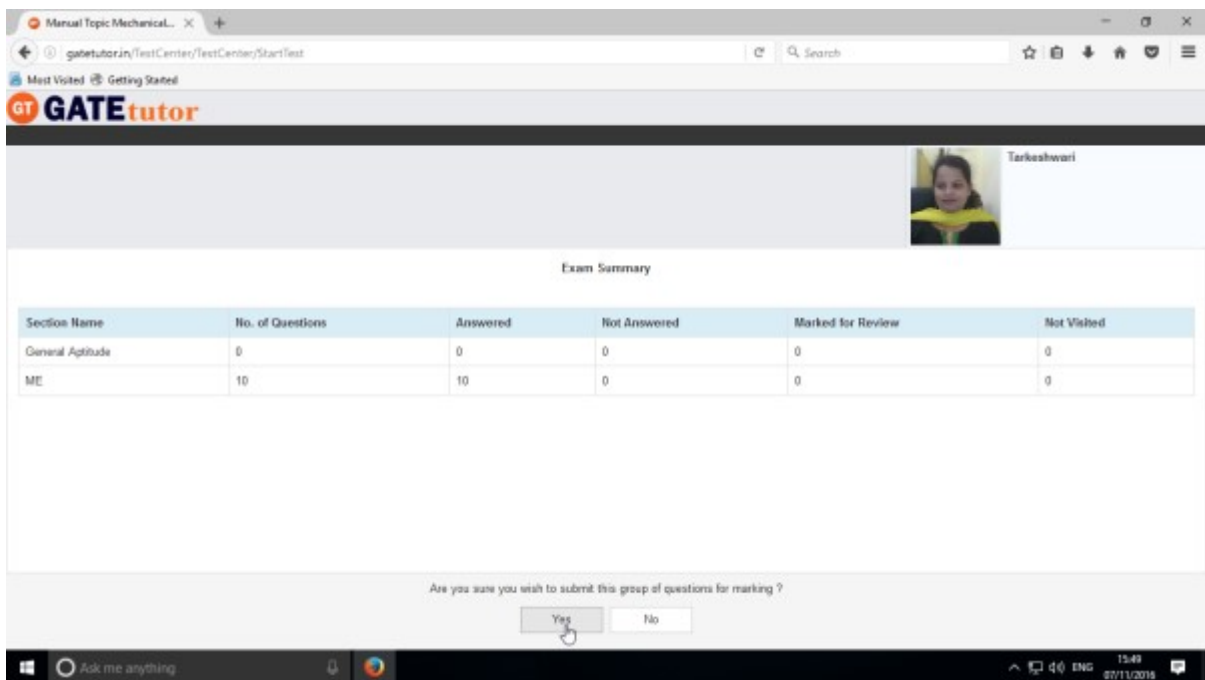 Manual Topic Mechanical...
gatetutor.in/TestCenter/TestCenter/StartTest
Search
Most Visited Getting Started
GT GATEtutor
Tarkeshwari
Exam Summary
Section Name No. of Questions Answered Not Answered Marked for Review Not Visited
General Aptitude 0 0 0 0 0
ME 10 10 0 0 0
Are you sure you wish to submit this group of questions for marking ?
Yes No
Ask me anything ENG 15:49
07/11/2016